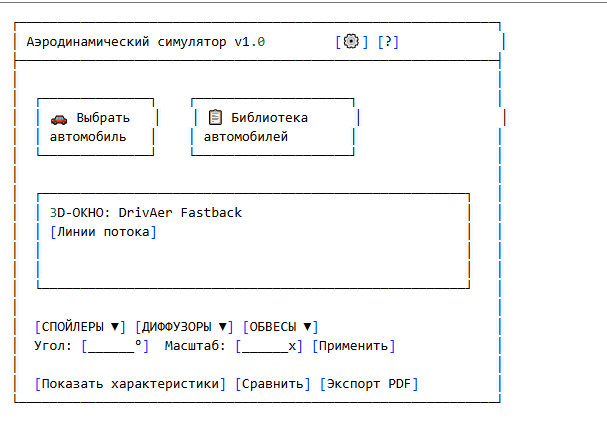 Аэродинамический симулятор v1.0 [⚙️] [?]
🚗 Выбрать 📋 Библиотека
автомобиль автомобилей
3D-ОКНО: DrivAer Fastback
[Линии потока]
[СПОЙЛЕРЫ ▼] [ДИФФУЗОРЫ ▼] [ОБВЕСЫ ▼]
Угол: [______°] Масштаб: [______x] [Применить]
[Показать характеристики] [Сравнить] [Экспорт PDF]